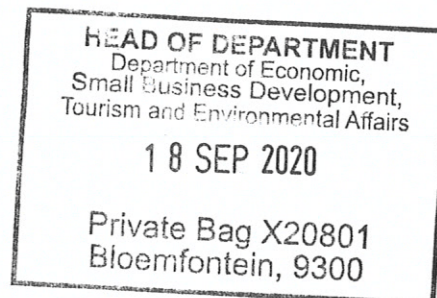 HEAD OF DEPARTMENT
Department of Economic,
Small Business Development,
Tourism and Environmental Affairs
18 SEP 2020
Private Bag X20801
Bloemfontein, 9300